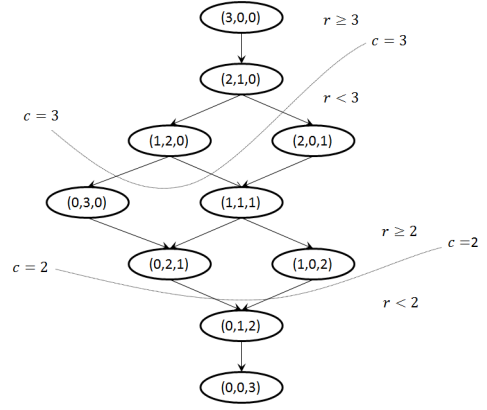 (3,0,0)
r ≥ 3
c = 3
(2,1,0)
r < 3
c = 3
(1,2,0)
(2,0,1)
(0,3,0)
(1,1,1)
r ≥ 2
c =2
(0,2,1)
(1,0,2)
c = 2
r < 2
(0,1,2)
(0,0,3)